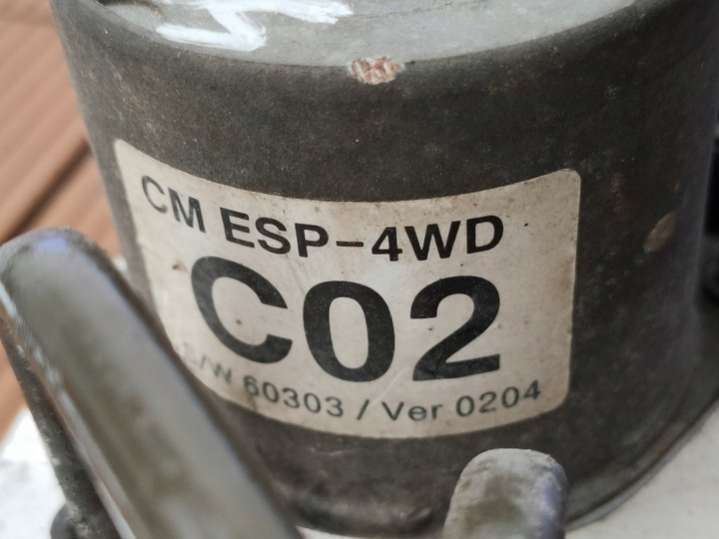 CM ESP-4WD
C02
S/W 60303 / Ver 0204